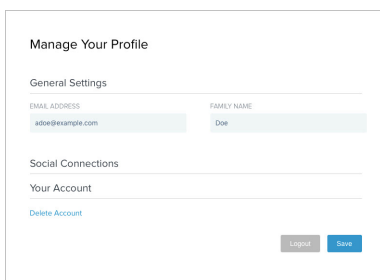 Manage Your Profile
General Settings
EMAIL ADDRESS FAMILY NAME
adoe@example.com Doe
Social Connections
Your Account
Delete Account
Logout Save